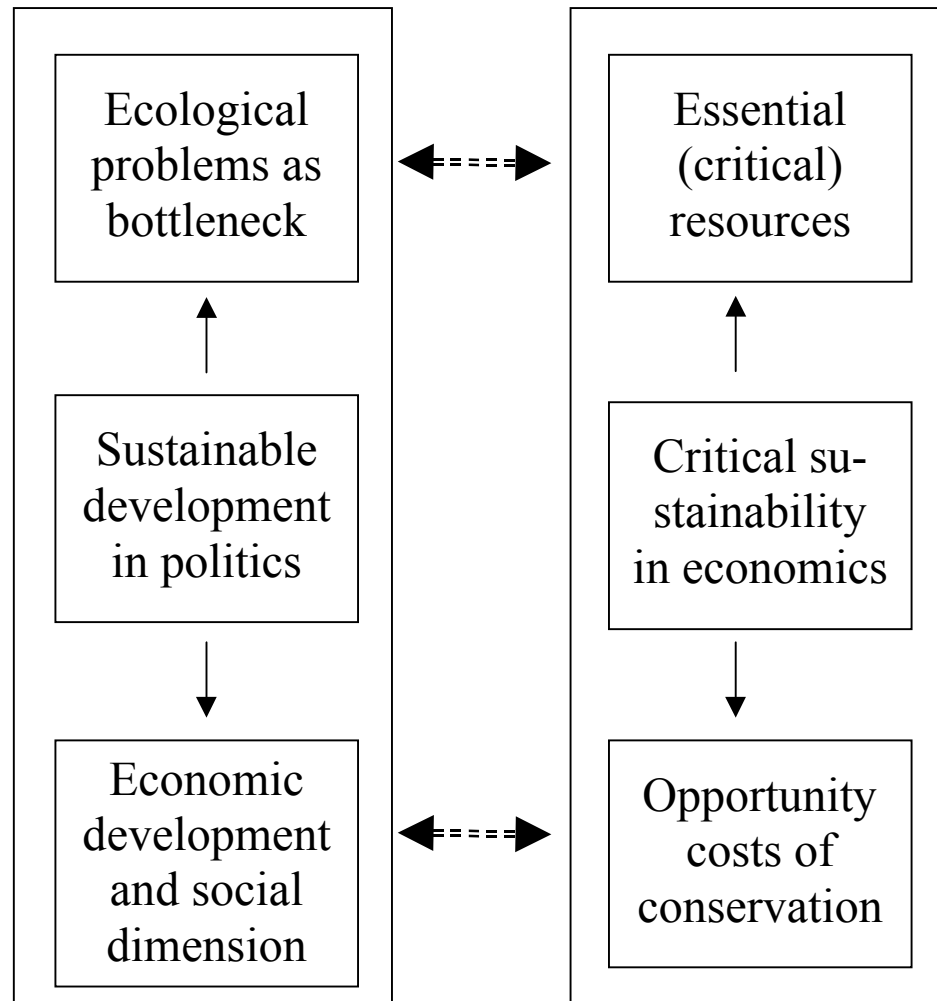 Ecological
problems as
bottleneck
Sustainable
development
in politics
Economic
development
and social
dimension
Essential
(critical)
resources
Critical su-
stainability
in economics
Opportunity
costs of
conservation